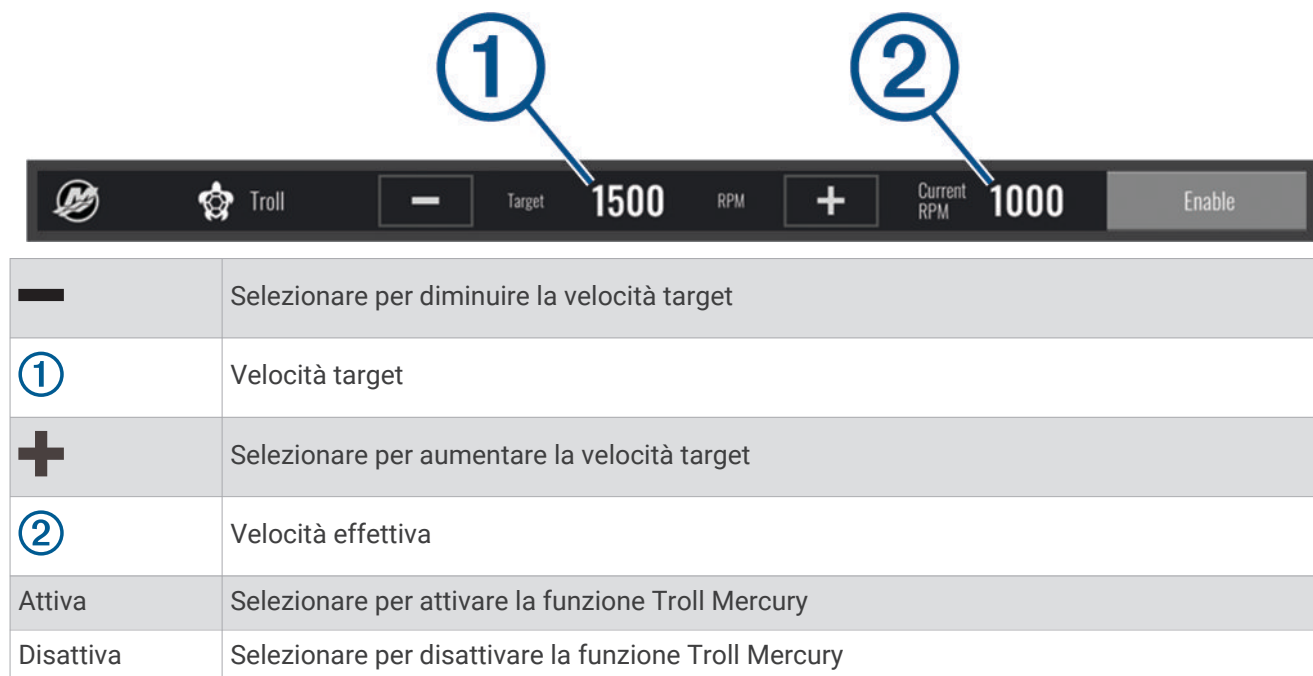 1 2
Troll − Target 1500 RPM + Current RPM 1000 Enable
− Selezionare per diminuire la velocità target
1 Velocità target
+ Selezionare per aumentare la velocità target
2 Velocità effettiva
Attiva Selezionare per attivare la funzione Troll Mercury
Disattiva Selezionare per disattivare la funzione Troll Mercury